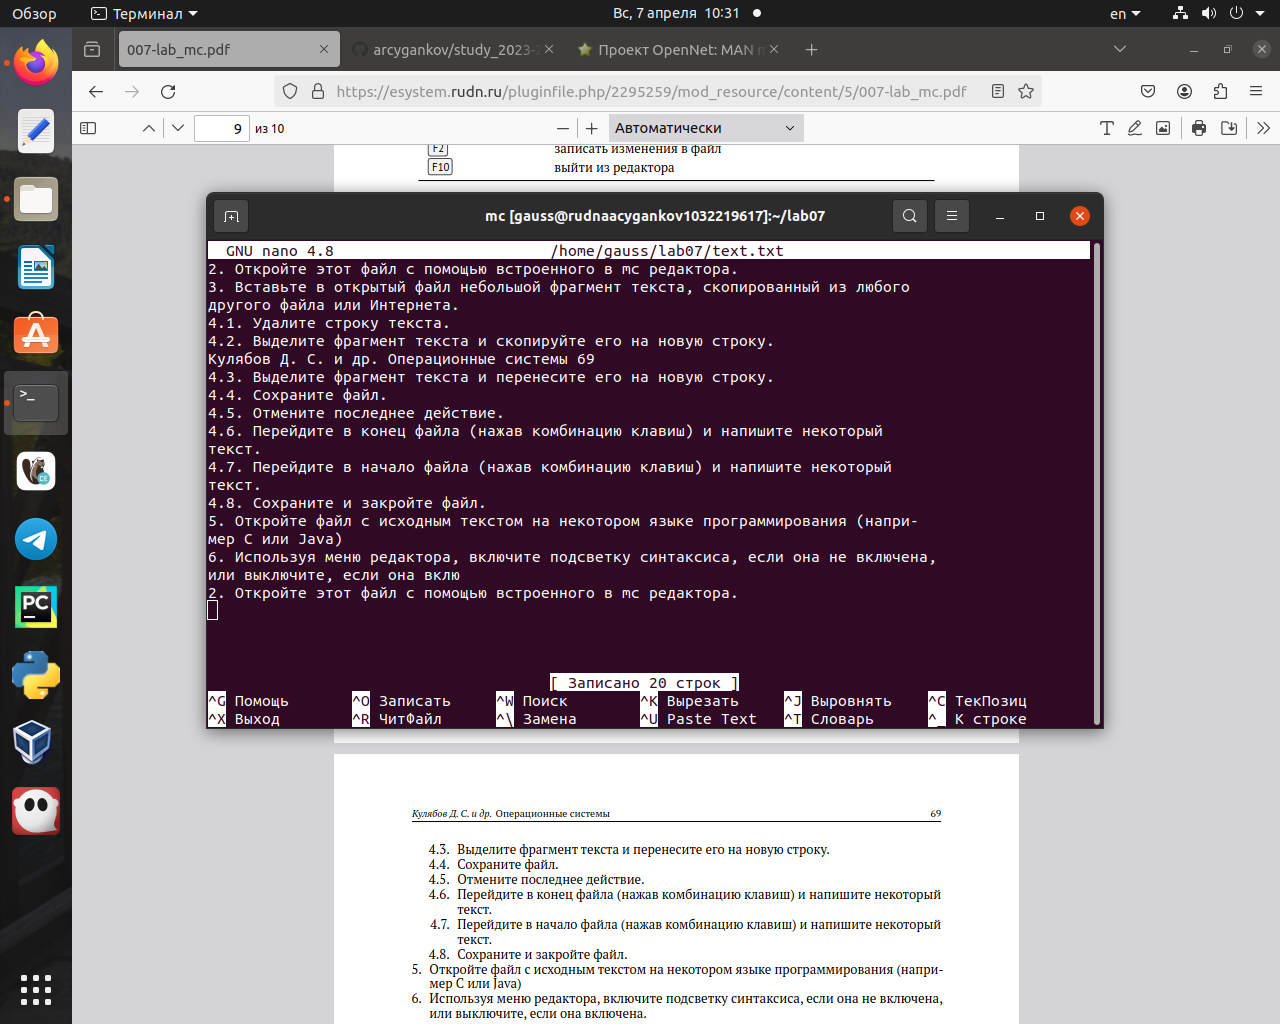 Обзор
Терминал
Вс, 7 апреля 10:31
en
007-lab_mc.pdf
arcygankov/study_2023-2
Проект OpenNet: MAN m
https://esystem.rudn.ru/pluginfile.php/2295259/mod_resource/content/5/007-lab_mc.pdf
9
из 10
Автоматически
F2 записать изменения в файл
F10 выйти из редактора
mc [gauss@rudnaacygankov1032219617]:~/lab07
GNU nano 4.8 /home/gauss/lab07/text.txt
2. Откройте этот файл с помощью встроенного в mc редактора.
3. Вставьте в открытый файл небольшой фрагмент текста, скопированный из любого
другого файла или Интернета.
4.1. Удалите строку текста.
4.2. Выделите фрагмент текста и скопируйте его на новую строку.
Кулябов Д. С. и др. Операционные системы 69
4.3. Выделите фрагмент текста и перенесите его на новую строку.
4.4. Сохраните файл.
4.5. Отмените последнее действие.
4.6. Перейдите в конец файла (нажав комбинацию клавиш) и напишите некоторый
текст.
4.7. Перейдите в начало файла (нажав комбинацию клавиш) и напишите некоторый
текст.
4.8. Сохраните и закройте файл.
5. Откройте файл с исходным текстом на некотором языке программирования (напри-
мер C или Java)
6. Используя меню редактора, включите подсветку синтаксиса, если она не включена,
или выключите, если она вклю
2. Откройте этот файл с помощью встроенного в mc редактора.
[ Записано 20 строк ]
^G Помощь ^O Записать ^W Поиск ^K Вырезать ^J Выровнять ^C ТекПозиц
^X Выход ^R ЧитФайл ^\ Замена ^U Paste Text ^T Словарь ^_ К строке
Кулябов Д. С. и др. Операционные системы 69
4.3. Выделите фрагмент текста и перенесите его на новую строку.
4.4. Сохраните файл.
4.5. Отмените последнее действие.
4.6. Перейдите в конец файла (нажав комбинацию клавиш) и напишите некоторый
текст.
4.7. Перейдите в начало файла (нажав комбинацию клавиш) и напишите некоторый
текст.
4.8. Сохраните и закройте файл.
5. Откройте файл с исходным текстом на некотором языке программирования (напри-
мер C или Java)
6. Используя меню редактора, включите подсветку синтаксиса, если она не включена,
или выключите, если она включена.